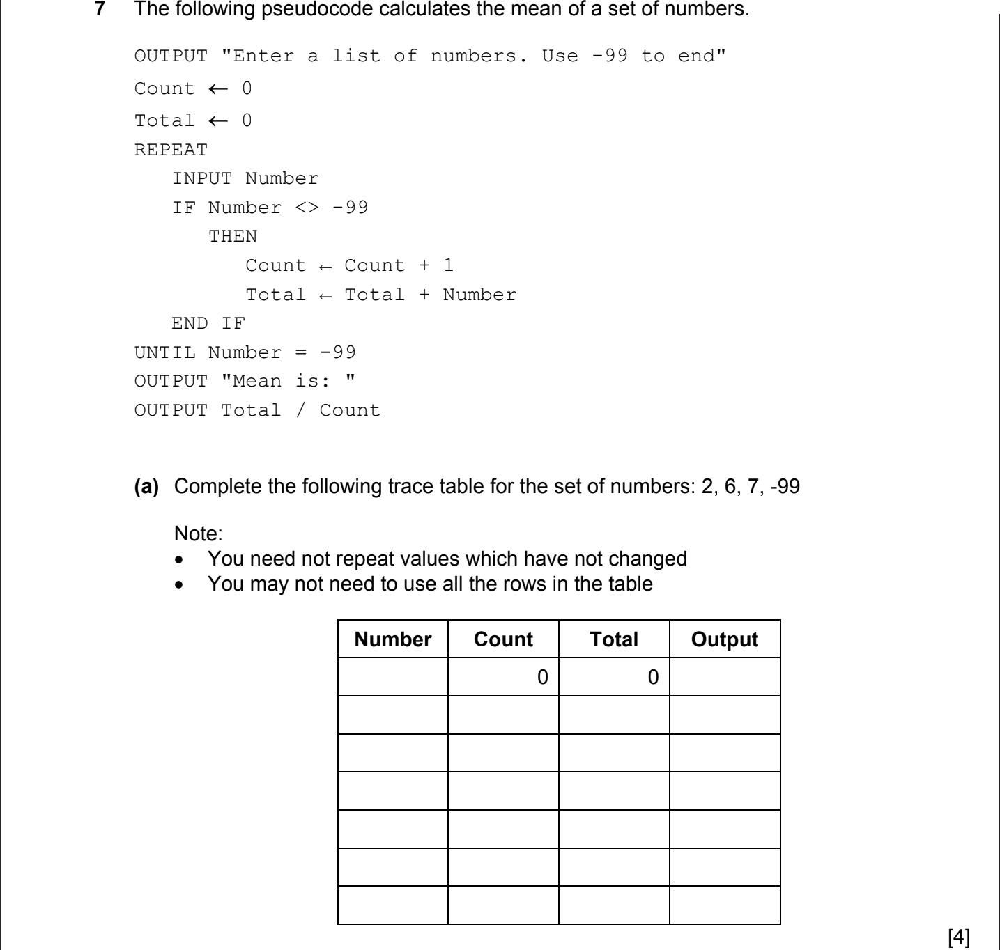 7 The following pseudocode calculates the mean of a set of numbers.
OUTPUT "Enter a list of numbers. Use -99 to end"
Count ← 0
Total ← 0
REPEAT
INPUT Number
IF Number <> -99
THEN
Count ← Count + 1
Total ← Total + Number
END IF
UNTIL Number = -99
OUTPUT "Mean is: "
OUTPUT Total / Count
(a) Complete the following trace table for the set of numbers: 2, 6, 7, -99
Note:
• You need not repeat values which have not changed
• You may not need to use all the rows in the table
Number Count Total Output
0 0
[4]